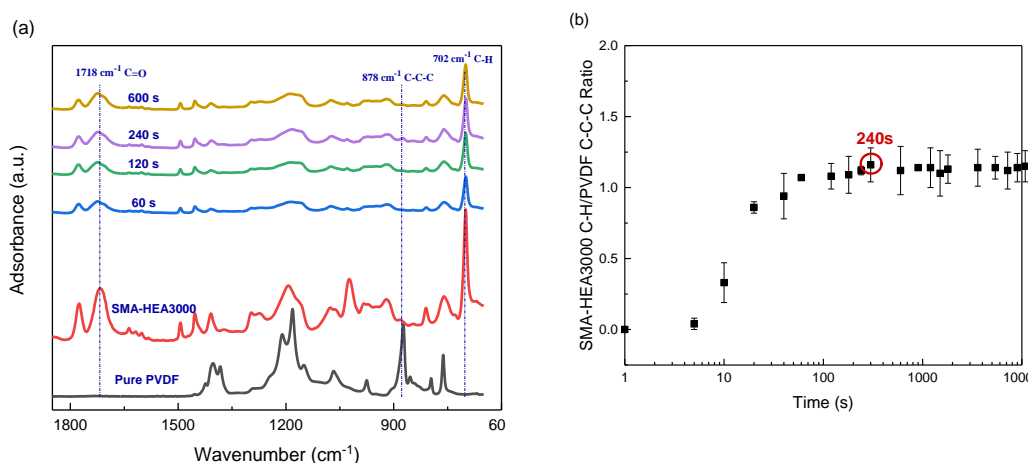 (a)
1718 cm⁻¹ C=O
878 cm⁻¹ C-C-C
702 cm⁻¹ C-H
600 s
240 s
120 s
60 s
SMA-HEA3000
Pure PVDF
Adsorbance (a.u.)
1800 1500 1200 900 60
Wavenumber (cm⁻¹)
(b)
2.0
1.5
1.0
0.5
0.0
240s
SMA-HEA3000 C-H/PVDF C-C-C Ratio
1 10 100 1000 1000
Time (s)